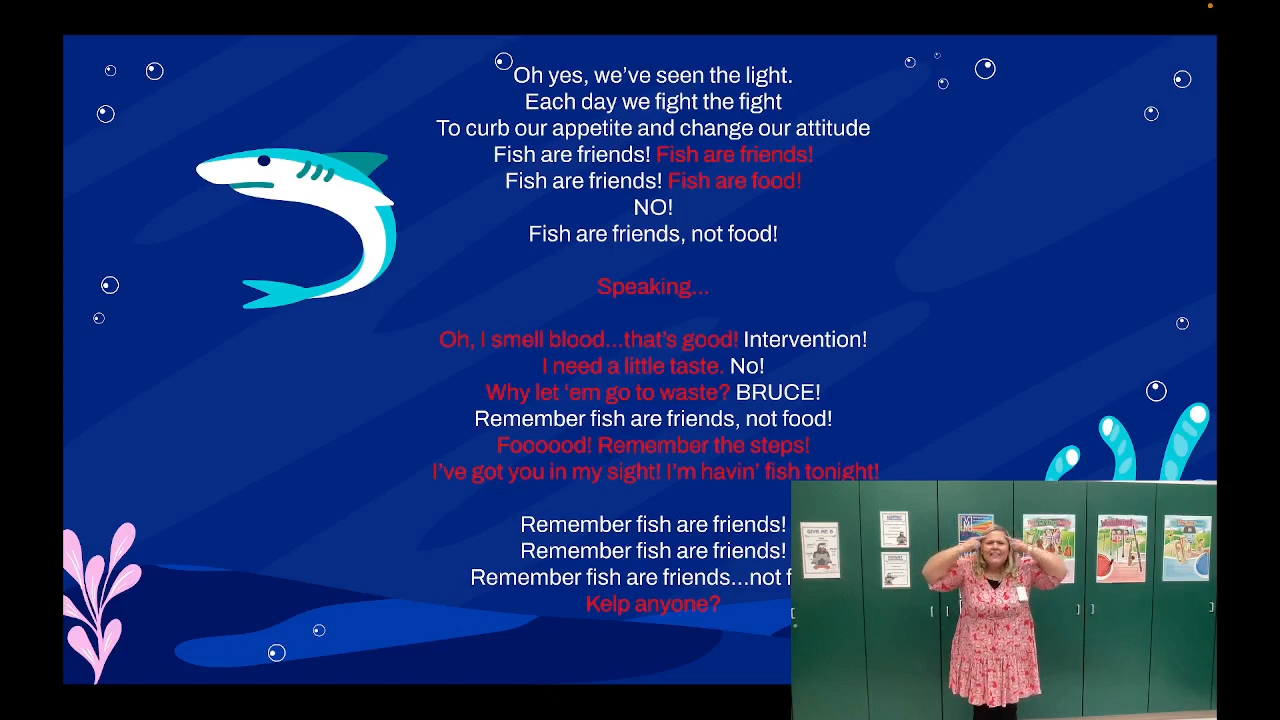 Oh yes, we've seen the light.
Each day we fight the fight
To curb our appetite and change our attitude
Fish are friends! Fish are friends!
Fish are friends! Fish are food!
NO!
Fish are friends, not food!
Speaking...
Oh, I smell blood...that's good! Intervention!
I need a little taste. No!
Why let ‘em go to waste? BRUCE!
Remember fish are friends, not food!
Foooood! Remember the steps!
I've got you in my sight! I'm havin’ fish tonight!
Remember fish are friends!
Remember fish are friends!
Remember fish are friends...not f
Kelp anyone?
GIVE ME 5